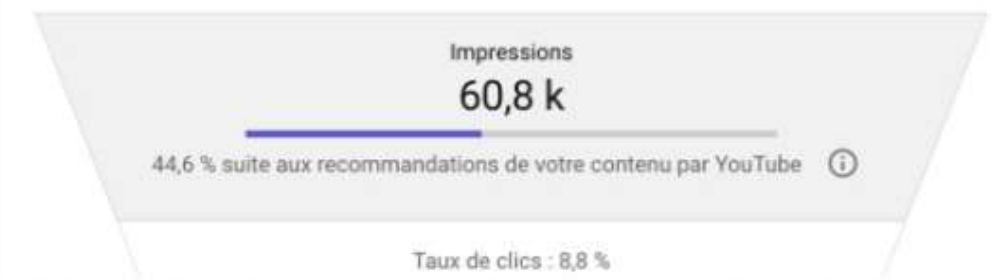 Impressions
60,8 k
44,6 % suite aux recommandations de votre contenu par YouTube
Taux de clics : 8,8 %